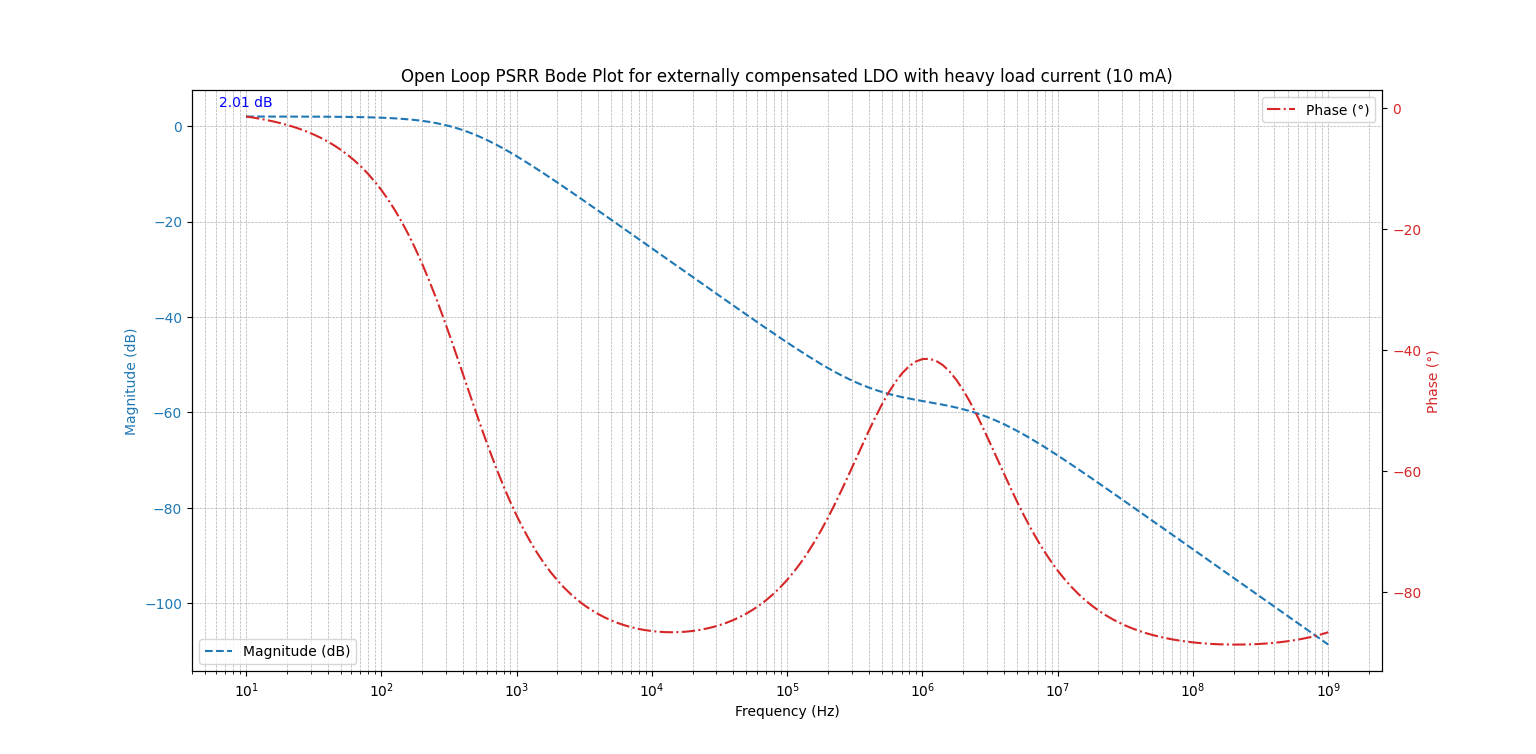 Open Loop PSRR Bode Plot for externally compensated LDO with heavy load current (10 mA)
2.01 dB
Phase (°)
Magnitude (dB)
0
−20
−40
−60
−80
−100
Magnitude (dB)
0
−20
−40
−60
−80
Phase (°)
10¹ 10² 10³ 10⁴ 10⁵ 10⁶ 10⁷ 10⁸ 10⁹
Frequency (Hz)